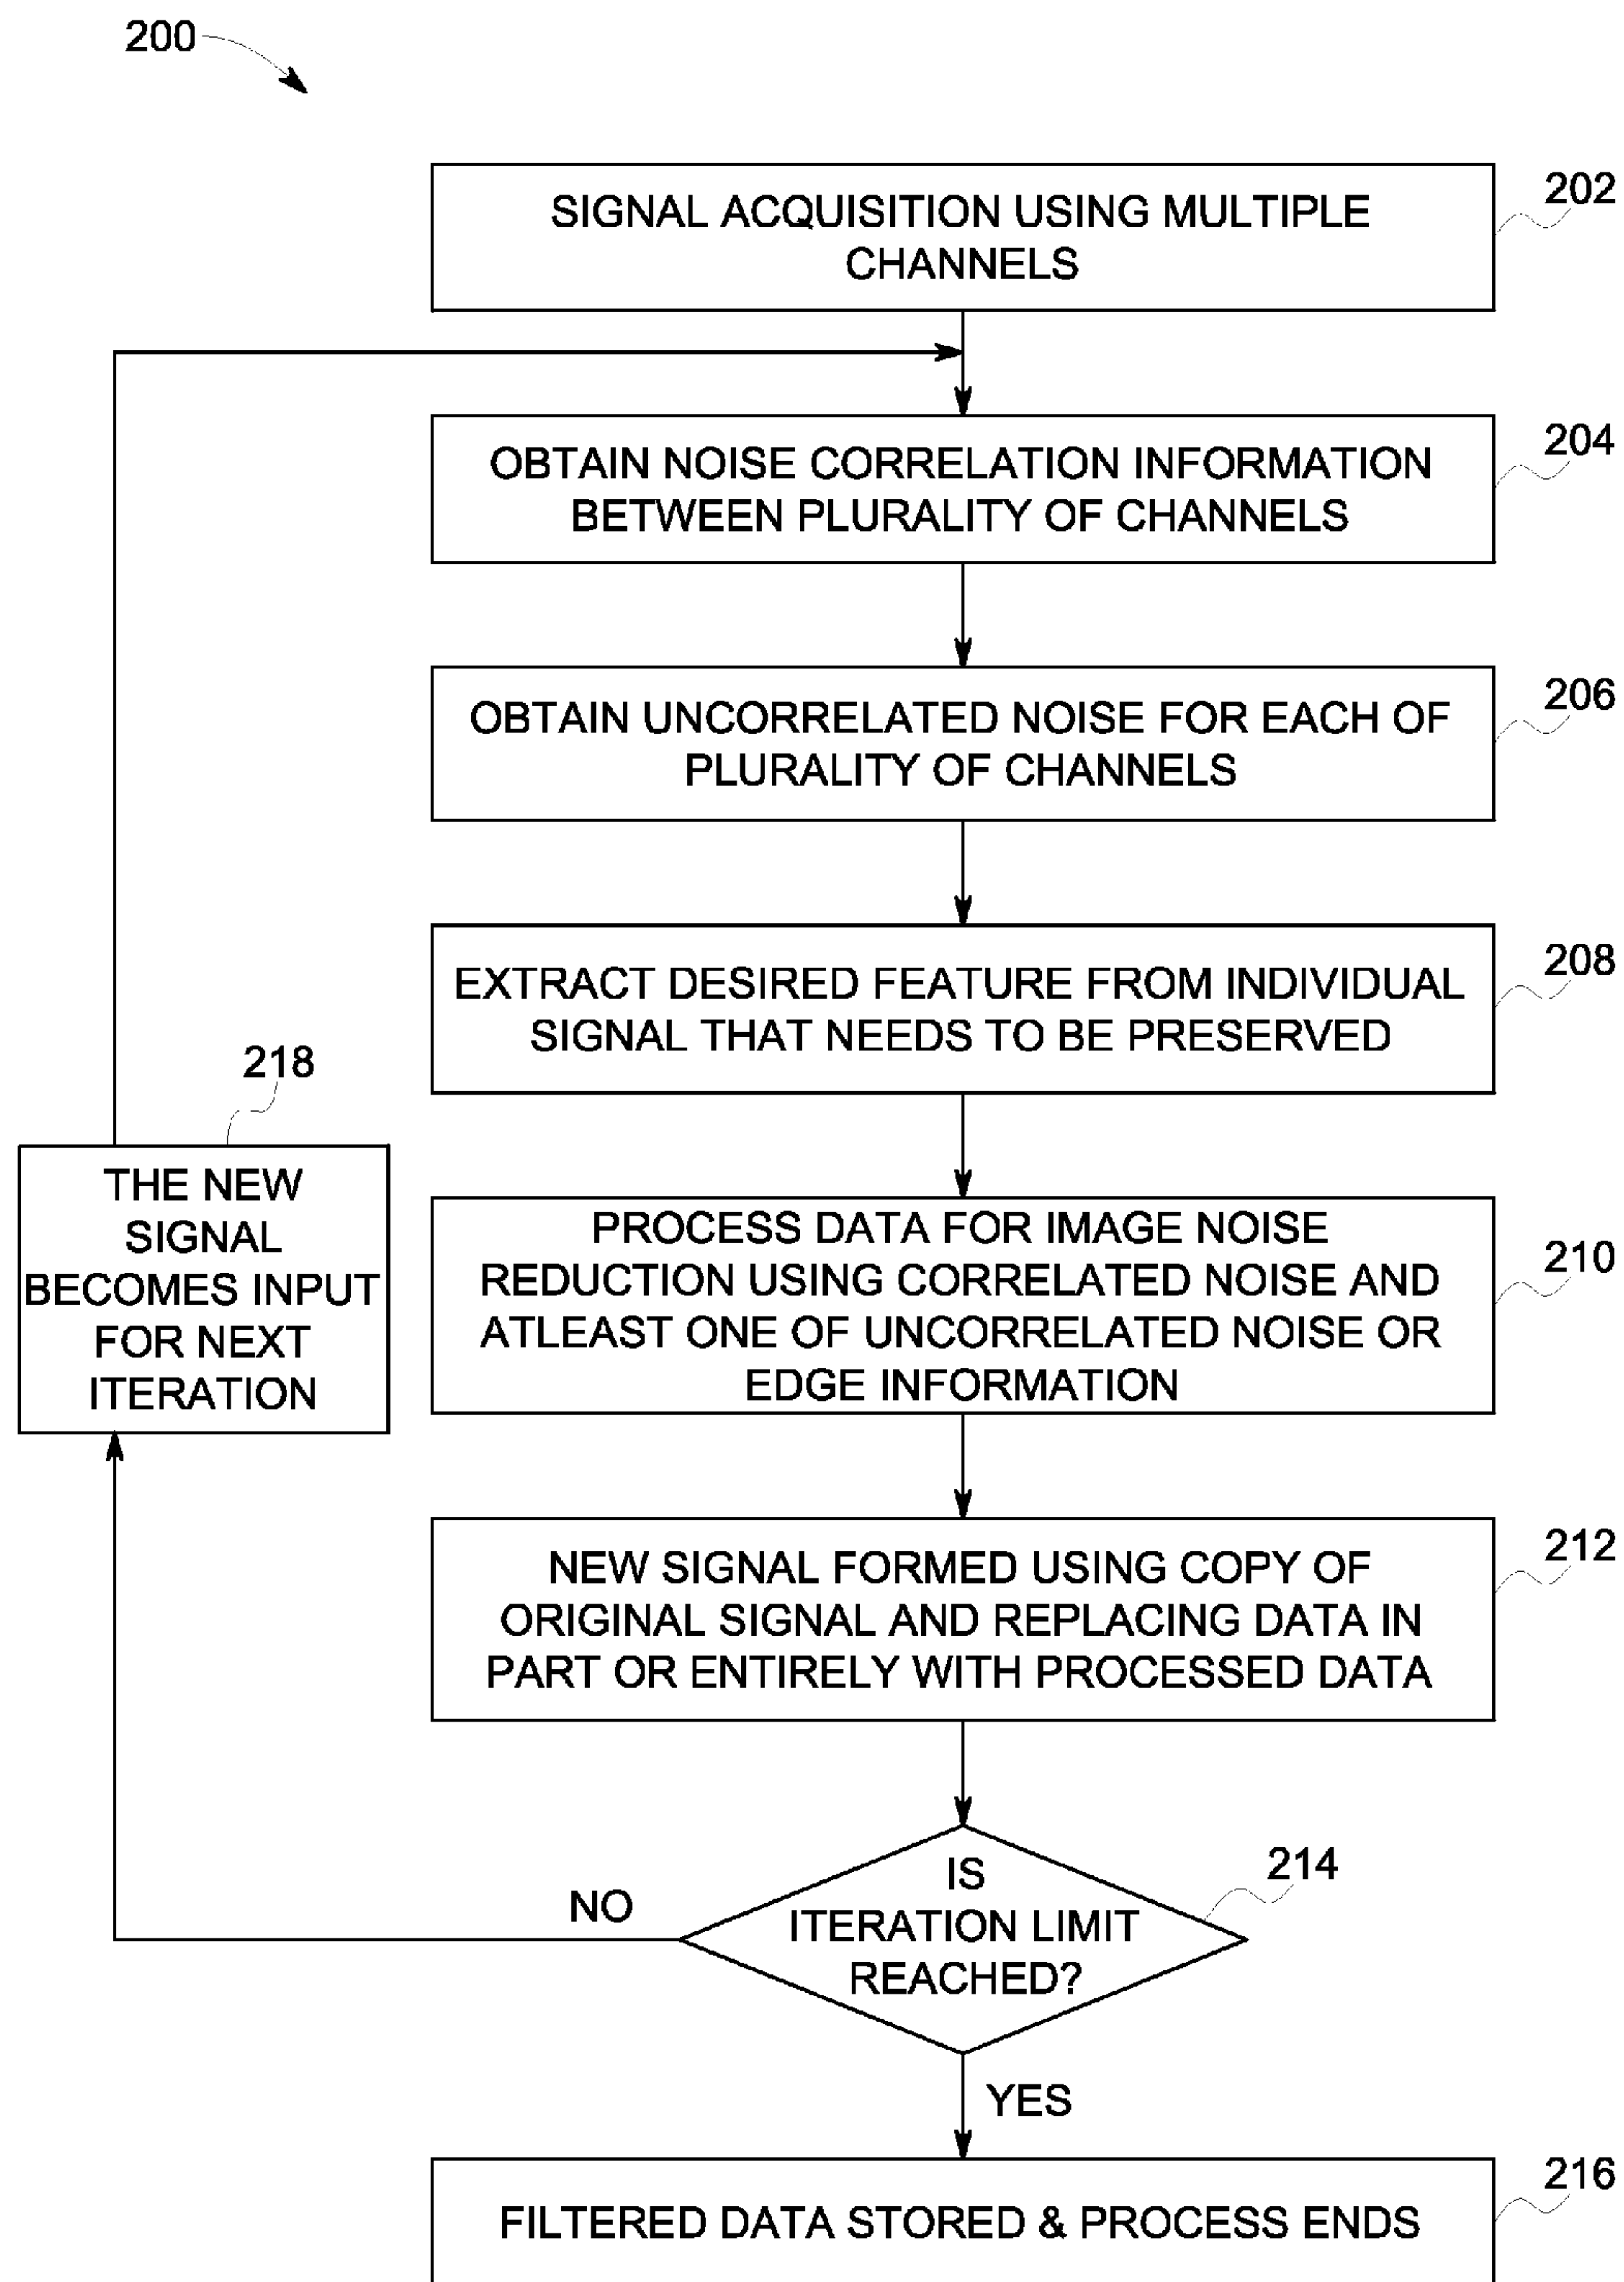 200
SIGNAL ACQUISITION USING MULTIPLE
CHANNELS
202
OBTAIN NOISE CORRELATION INFORMATION
BETWEEN PLURALITY OF CHANNELS
204
OBTAIN UNCORRELATED NOISE FOR EACH OF
PLURALITY OF CHANNELS
206
EXTRACT DESIRED FEATURE FROM INDIVIDUAL
SIGNAL THAT NEEDS TO BE PRESERVED
208
PROCESS DATA FOR IMAGE NOISE
REDUCTION USING CORRELATED NOISE AND
ATLEAST ONE OF UNCORRELATED NOISE OR
EDGE INFORMATION
210
NEW SIGNAL FORMED USING COPY OF
ORIGINAL SIGNAL AND REPLACING DATA IN
PART OR ENTIRELY WITH PROCESSED DATA
212
IS
ITERATION LIMIT
REACHED?
214
NO
218
THE NEW
SIGNAL
BECOMES INPUT
FOR NEXT
ITERATION
YES
FILTERED DATA STORED & PROCESS ENDS
216